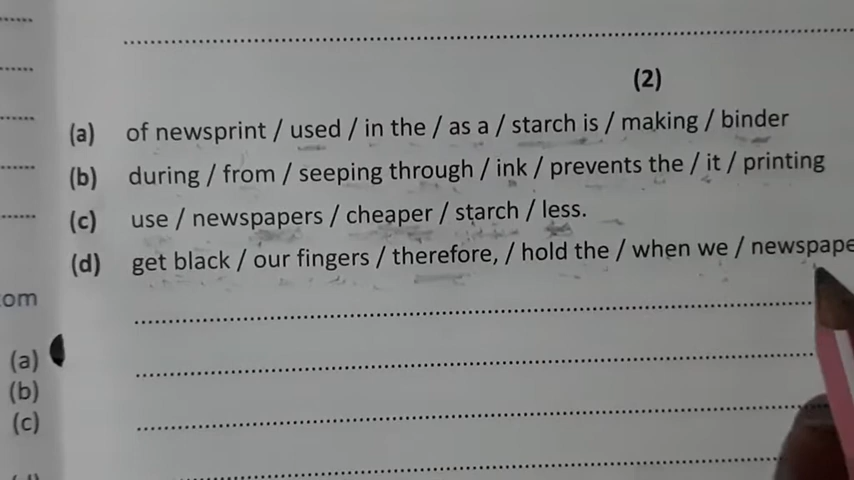 (2)
(a) of newsprint / used / in the / as a / starch is / making / binder
(b) during / from / seeping through / ink / prevents the / it / printing
(c) use / newspapers / cheaper / starch / less.
(d) get black / our fingers / therefore, / hold the / when we / newspape
om
(a)
(b)
(c)